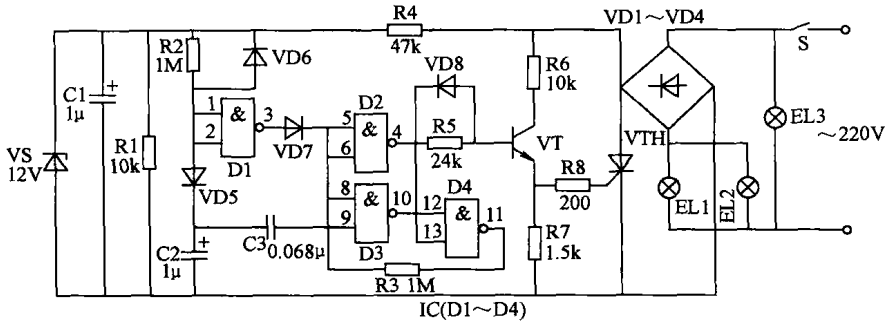 R4
47k
VD1～VD4
S
R2
1M
VD6
VD8
R6
10k
C1
+
1μ
1
2
&
3
D1
VD7
D2
5
6
&
4
R5
24k
VT
VTH
EL3
～220V
VS
12V
R1
10k
VD5
8
9
&
10
D3
D4
12
13
&
11
R8
200
EL1
EL2
C2
+
1μ
C3
0.068μ
R3 1M
R7
1.5k
IC(D1～D4)